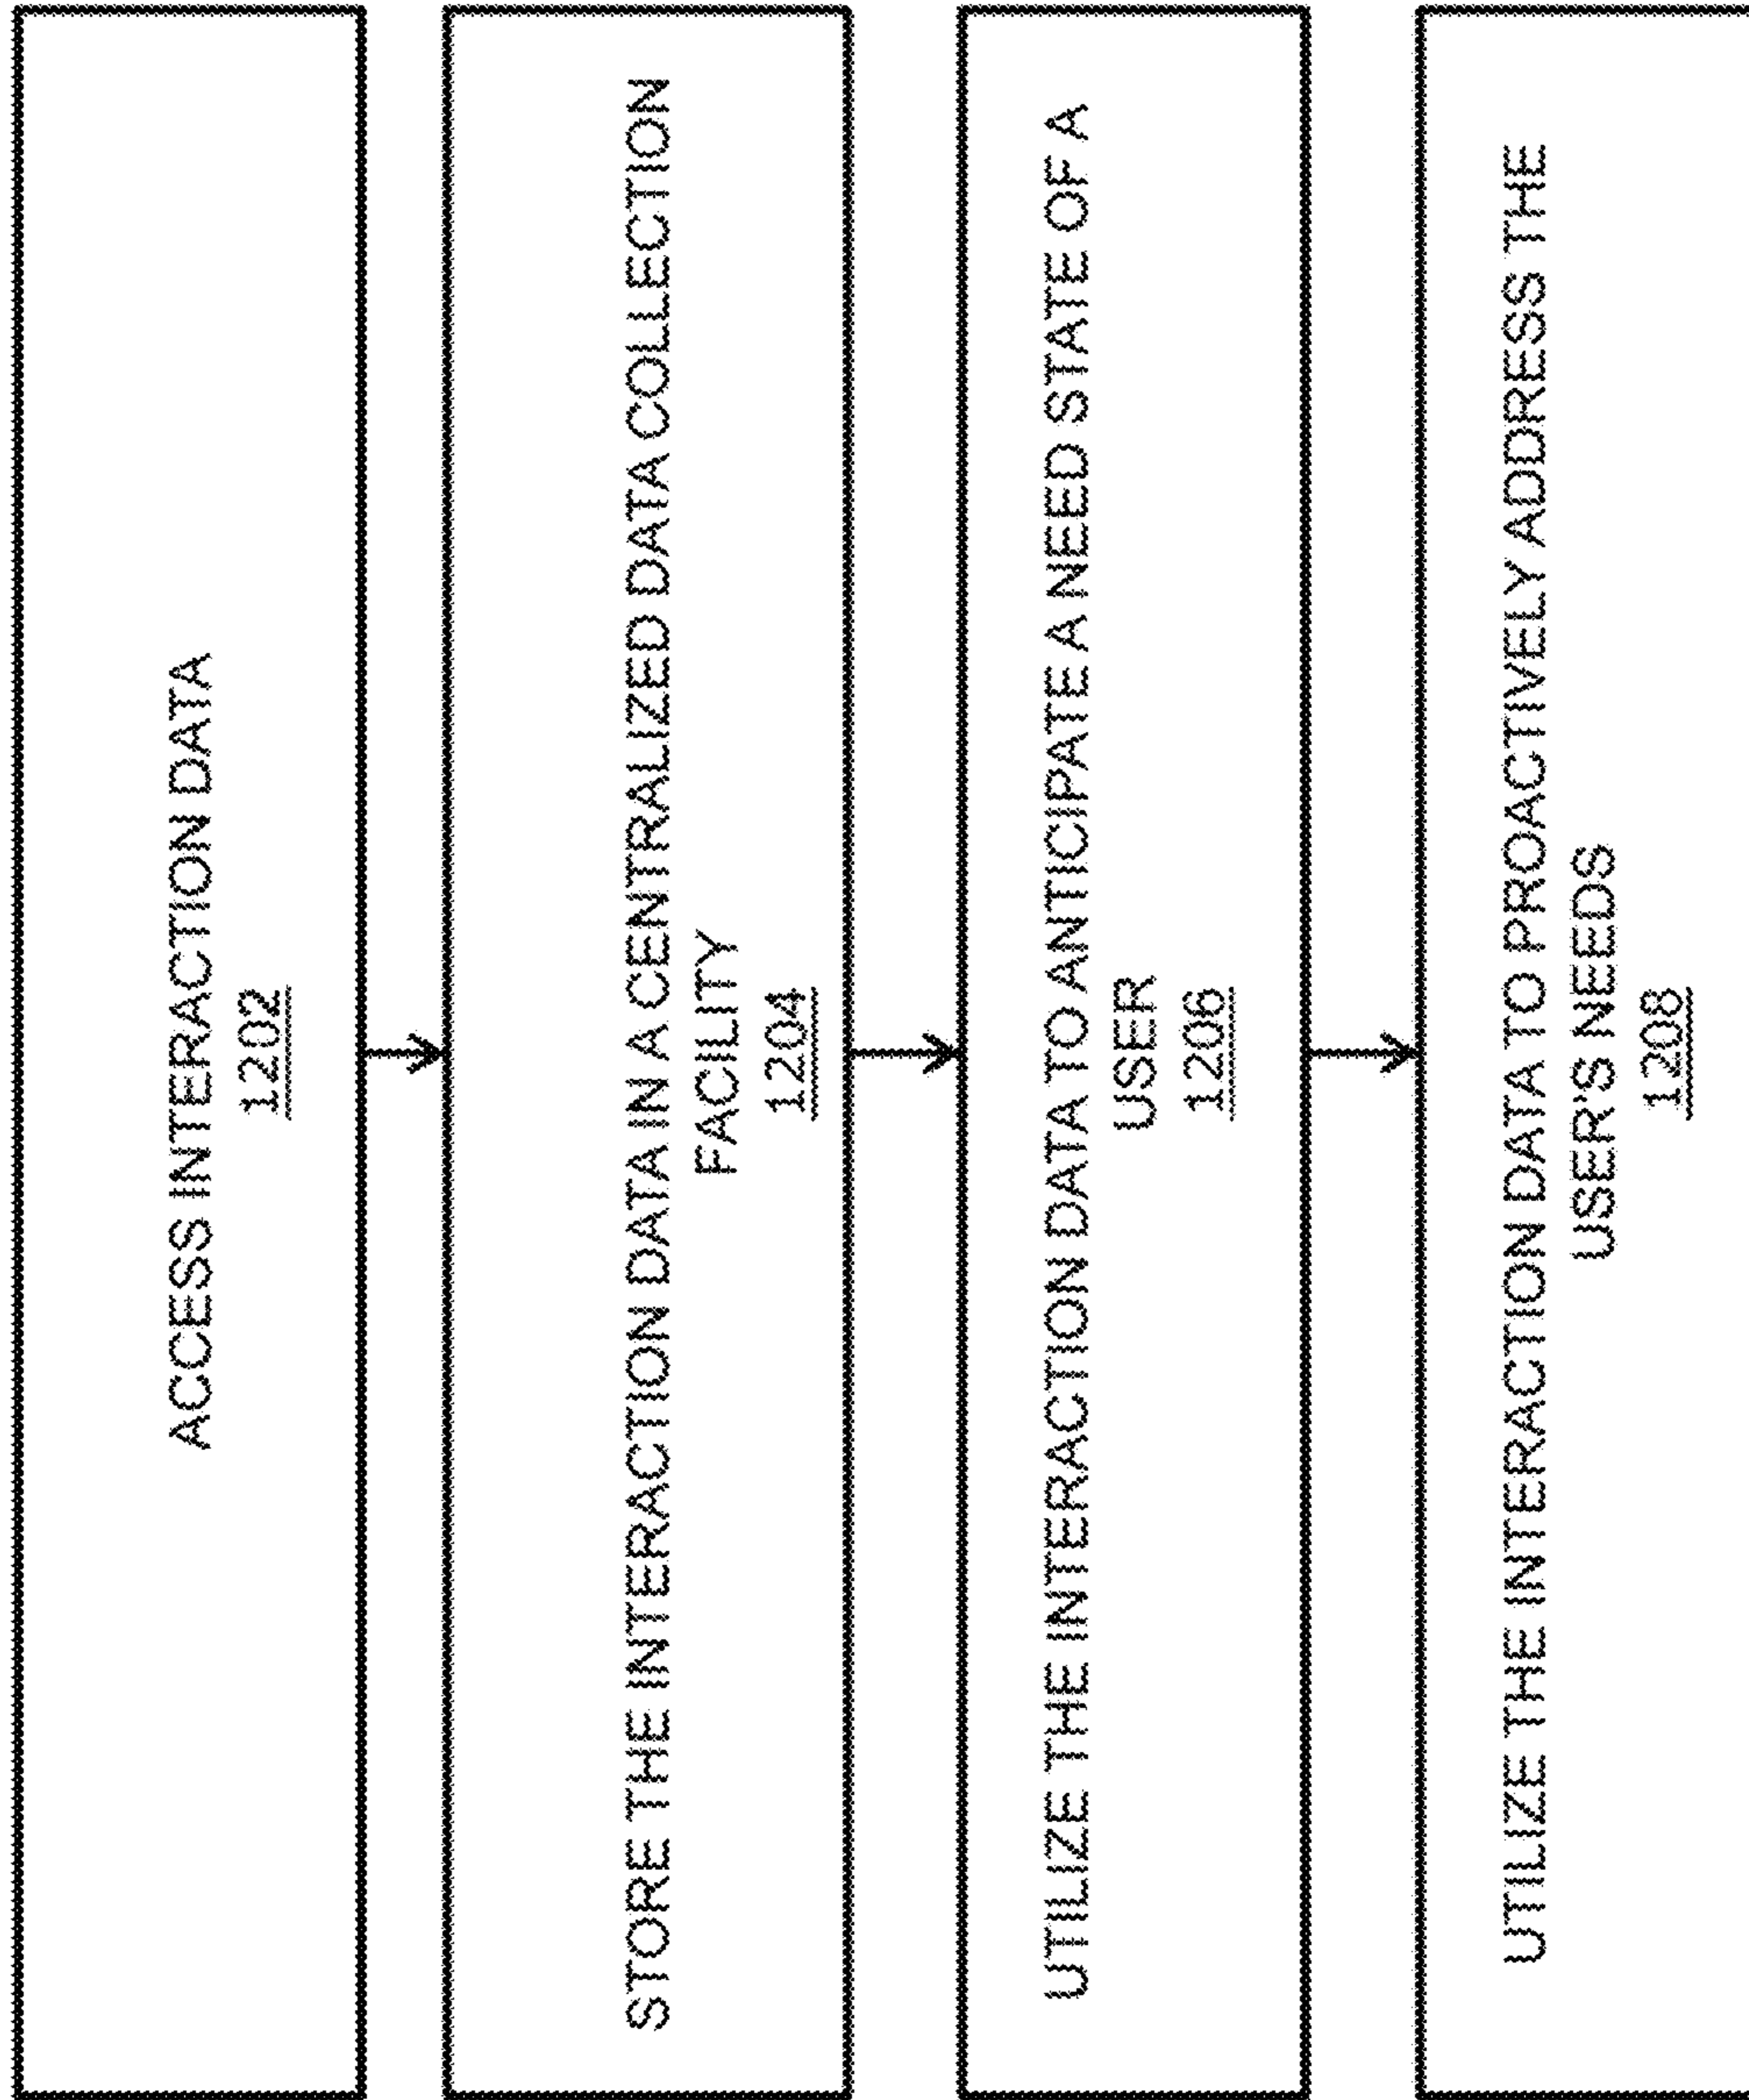 ACCESS INTERACTION DATA
1202
STORE THE INTERACTION DATA IN A CENTRALIZED DATA COLLECTION
FACILITY
1204
UTILIZE THE INTERACTION DATA TO ANTICIPATE A NEED STATE OF A
USER
1206
UTILIZE THE INTERACTION DATA TO PROACTIVELY ADDRESS THE
USER'S NEEDS
1208